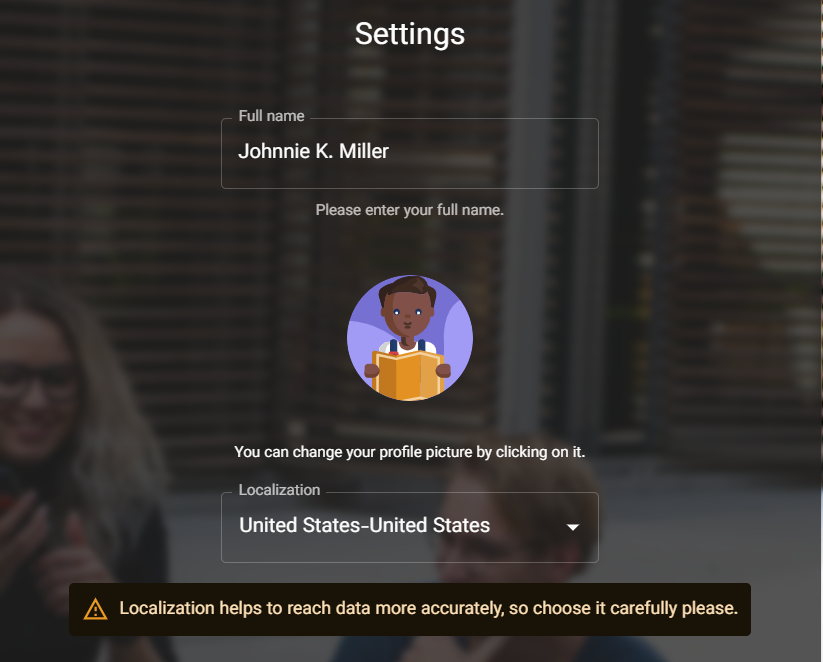 Settings
Full name
Johnnie K. Miller
Please enter your full name.
You can change your profile picture by clicking on it.
Localization
United States-United States
Localization helps to reach data more accurately, so choose it carefully please.